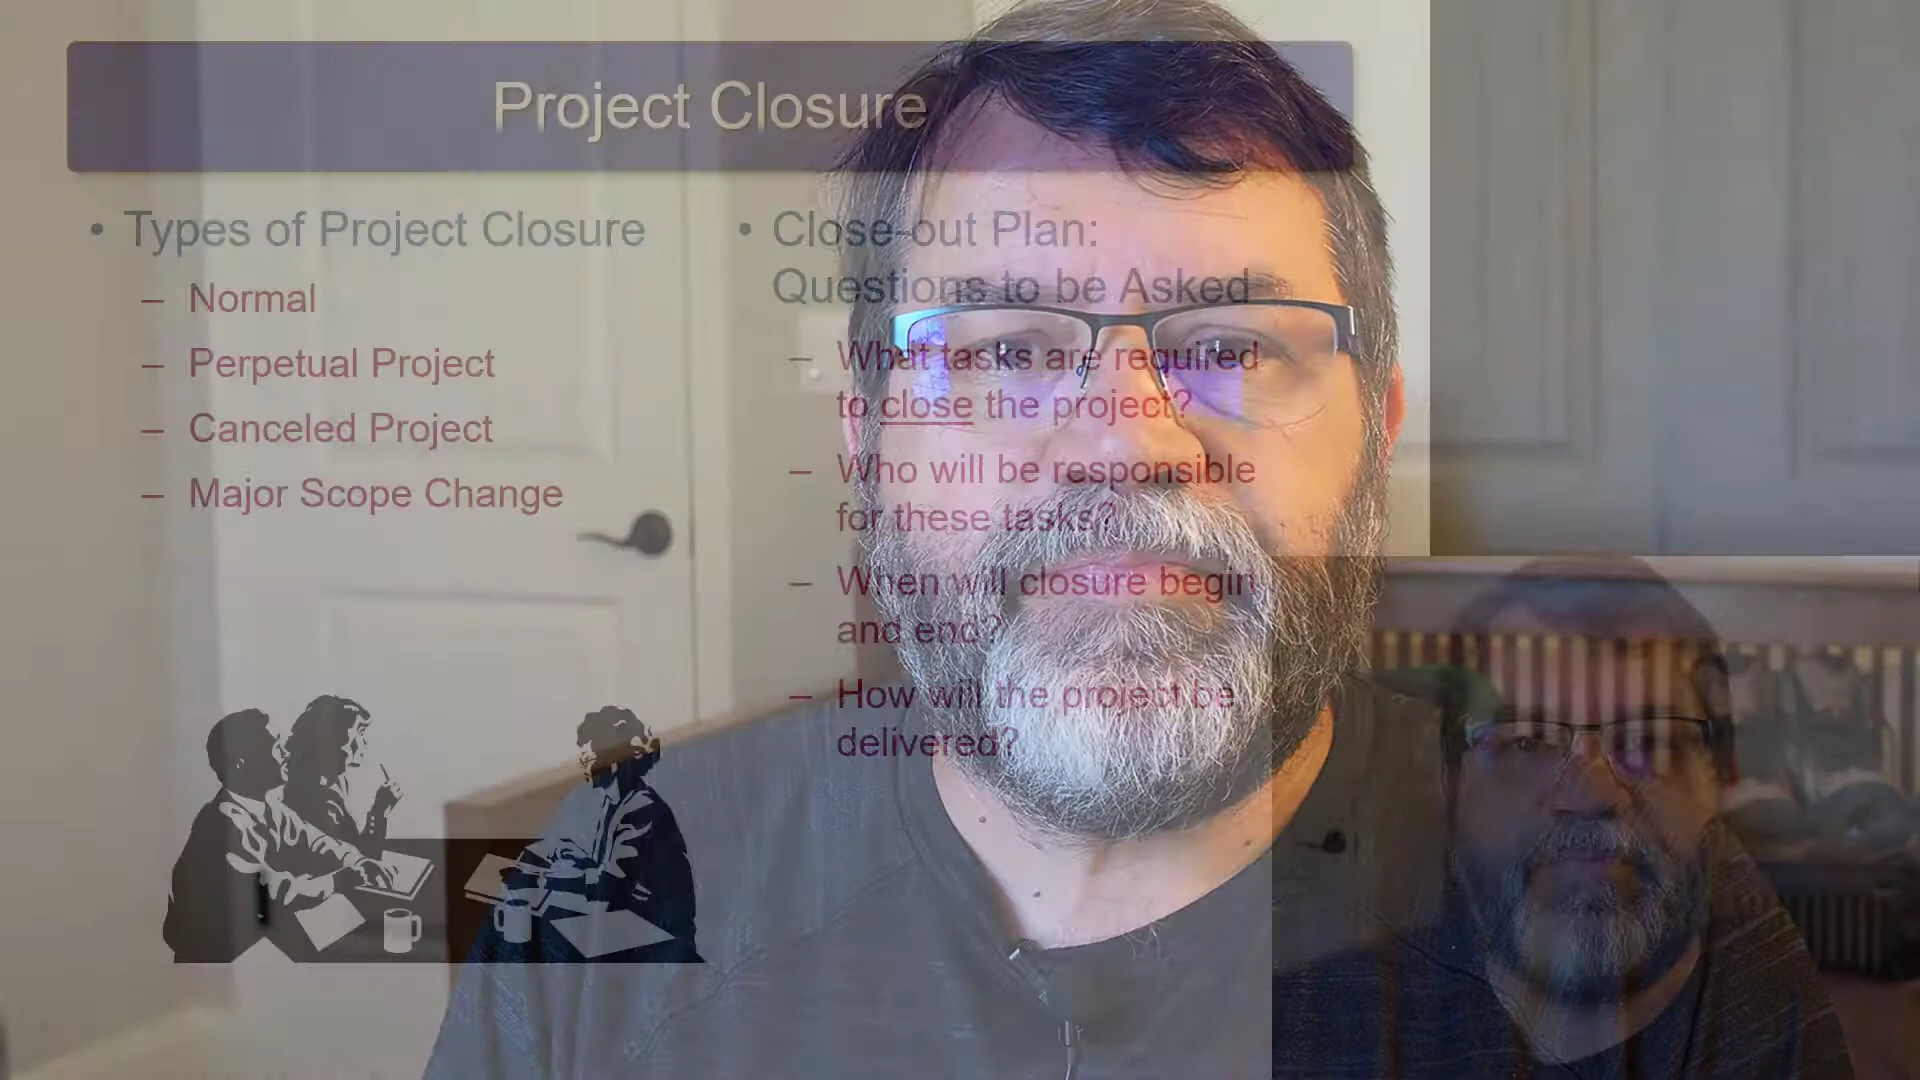 Project Closure
• Types of Project Closure
– Normal
– Perpetual Project
– Canceled Project
– Major Scope Change
• Close-out Plan:
Questions to be Asked
– What tasks are required
to close the project?
– Who will be responsible
for these tasks?
– When will closure begin
and end?
– How will the project be
delivered?